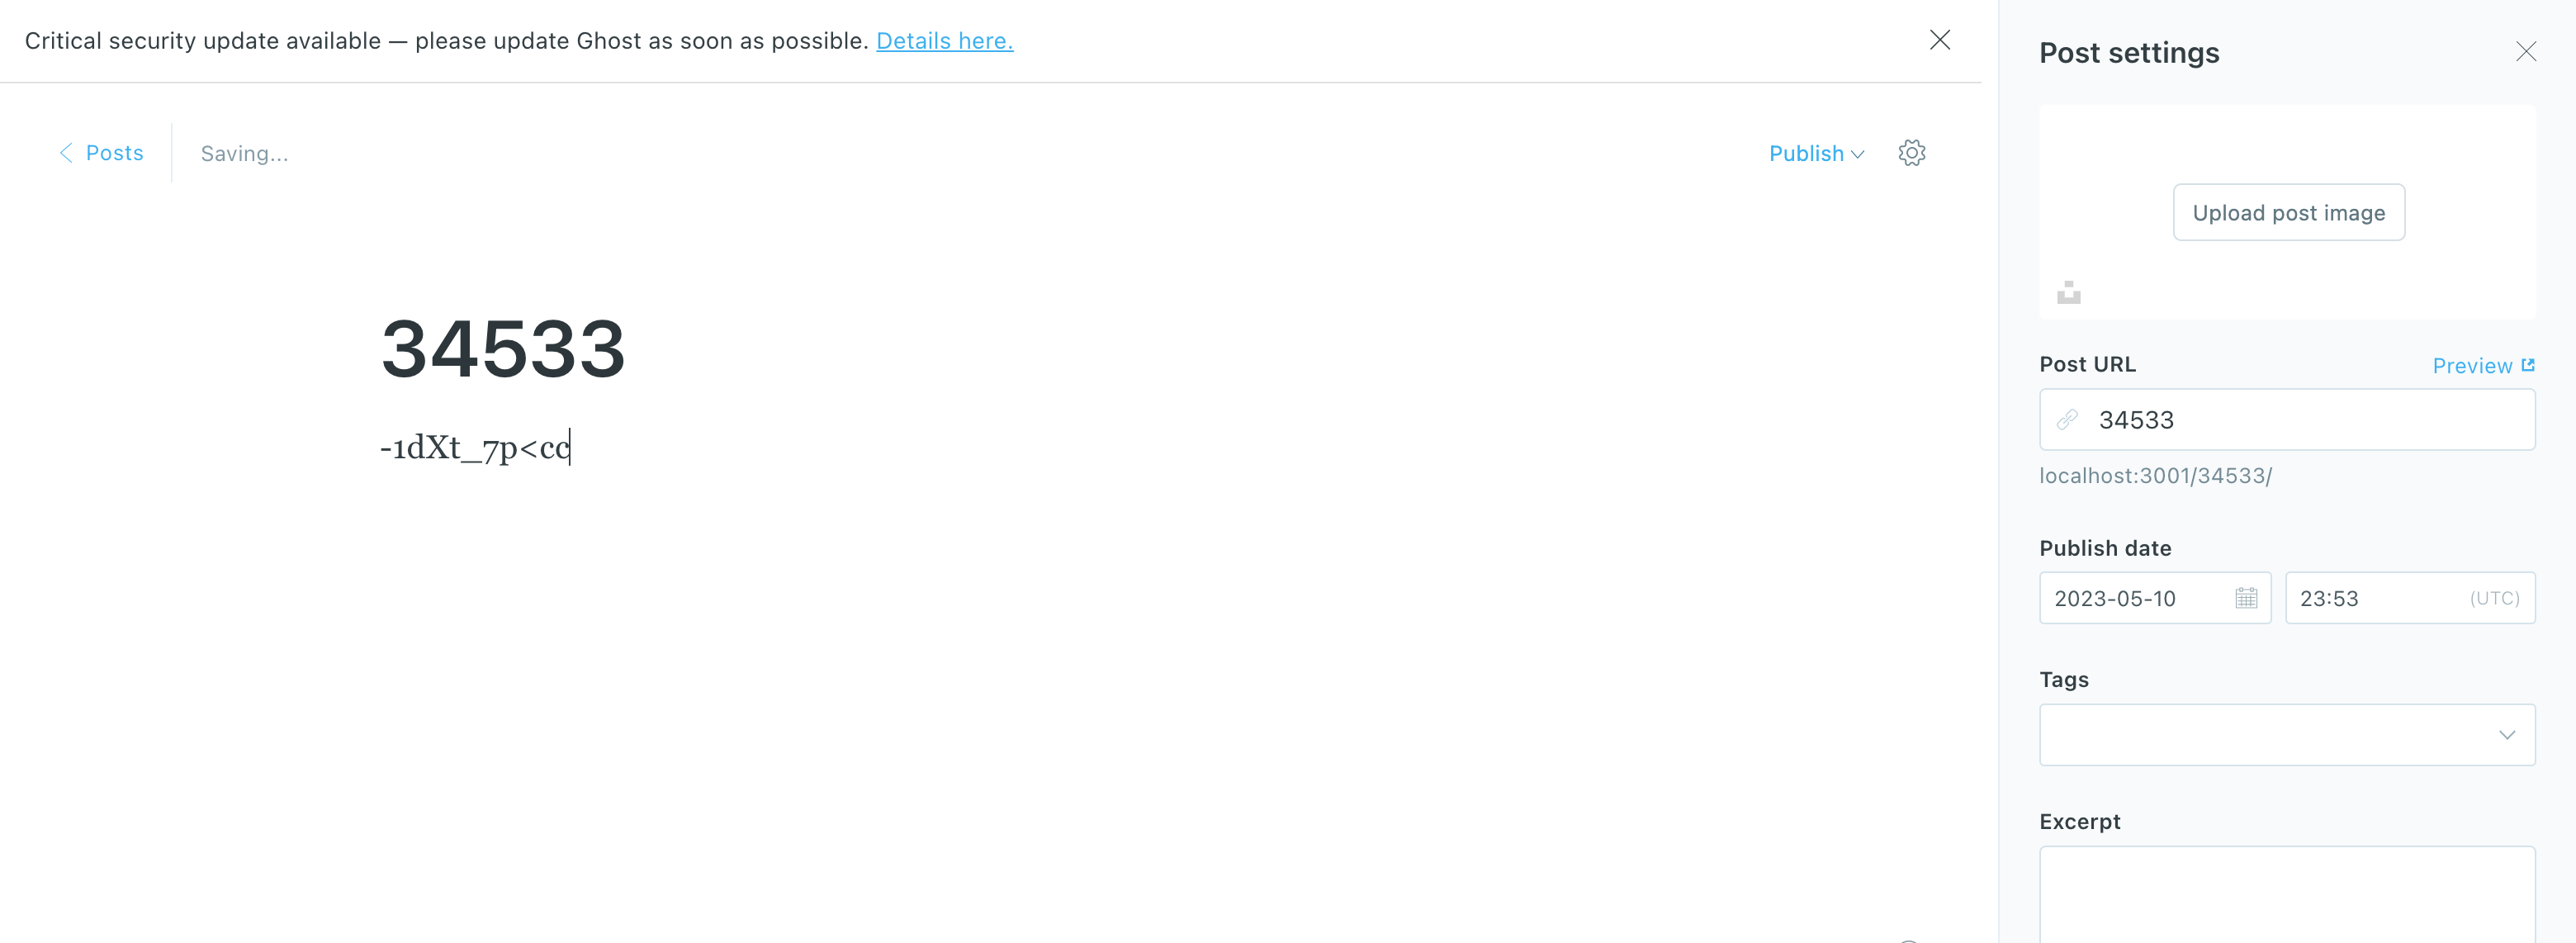 Critical security update available — please update Ghost as soon as possible. Details here.
Posts
Saving...
Publish
34533
-1dXt_7p<cc
Post settings
Upload post image
Post URL
Preview
34533
localhost:3001/34533/
Publish date
2023-05-10
23:53 (UTC)
Tags
Excerpt